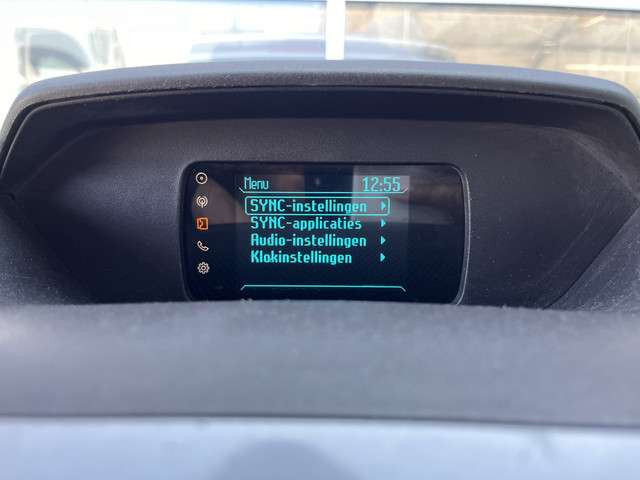 Menu 12:55
SYNC-instellingen
SYNC-applicaties
Audio-instellingen
Klokinstellingen